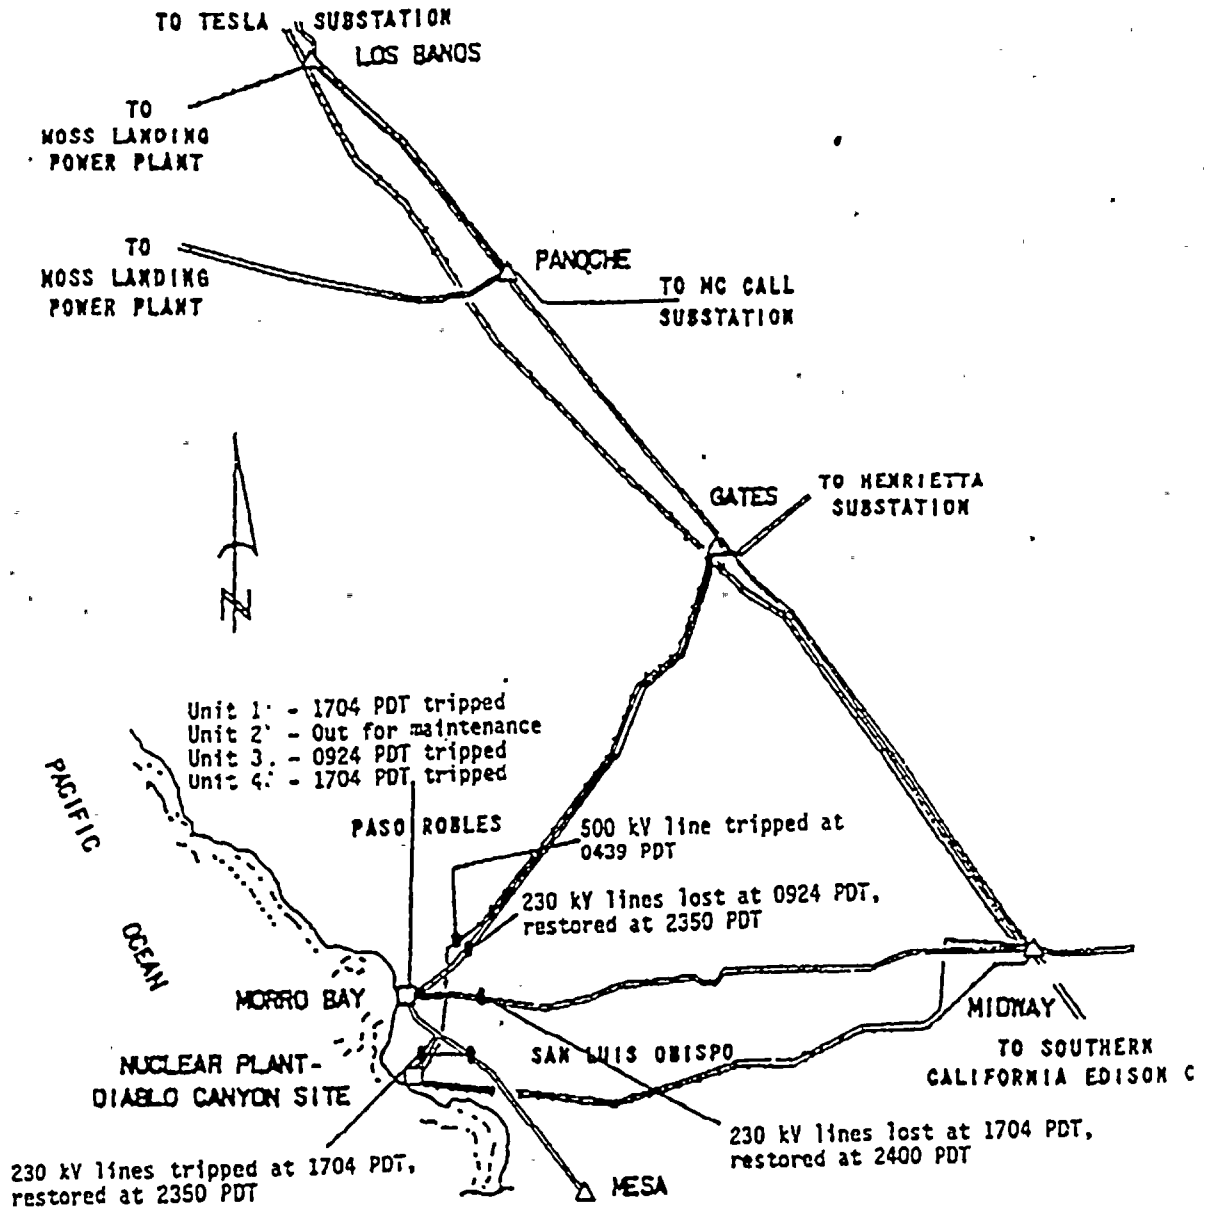 TO TESLA SUBSTATION
LOS BANOS
TO
MOSS LANDING
POWER PLANT
PANOCHE
TO
MOSS LANDING
POWER PLANT
TO MC CALL
SUBSTATION
GATES
TO HENRIETTA
SUBSTATION
N
Unit 1 - 1704 PDT tripped
Unit 2 - Out for maintenance
Unit 3. - 0924 PDT tripped
Unit 4. - 1704 PDT tripped
PACIFIC
OCEAN
PASO ROBLES
500 kV line tripped at
0439 PDT
230 kV lines lost at 0924 PDT,
restored at 2350 PDT
MORRO BAY
MIDWAY
SAN LUIS OBISPO
TO SOUTHERN
CALIFORNIA EDISON C
NUCLEAR PLANT-
DIABLO CANYON SITE
230 kV lines lost at 1704 PDT,
restored at 2400 PDT
230 kV lines tripped at 1704 PDT,
restored at 2350 PDT
MESA